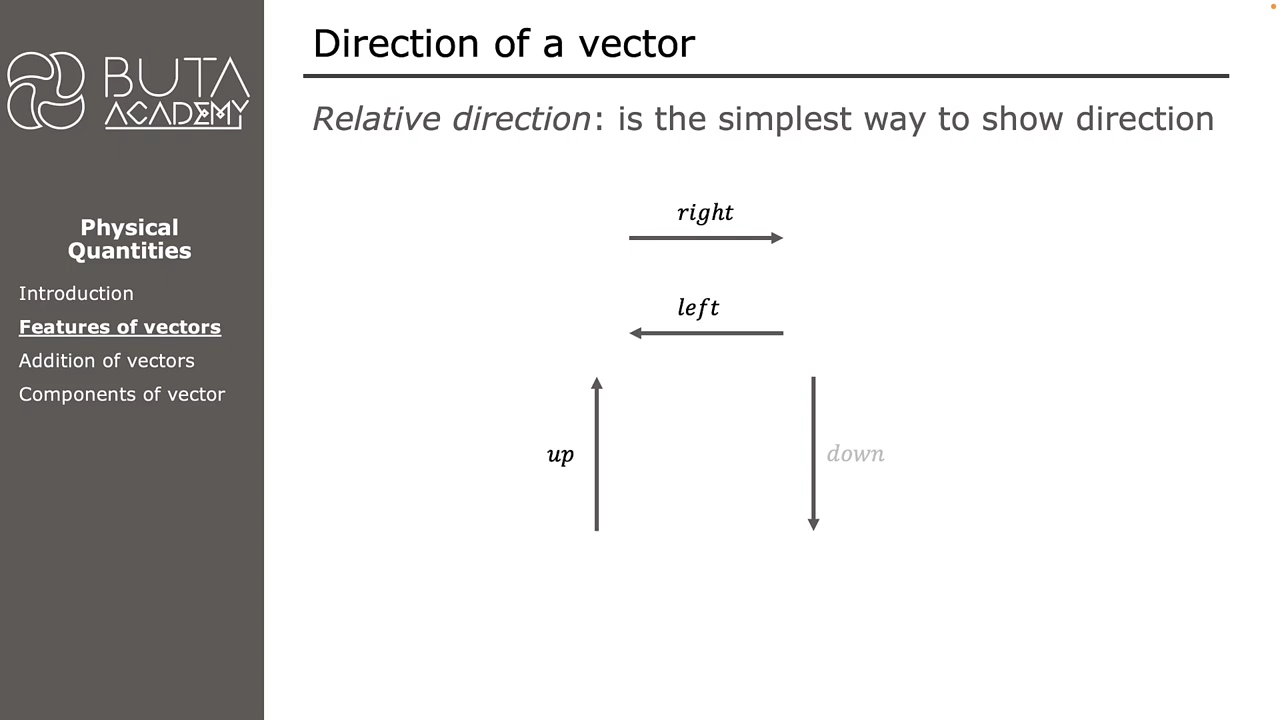 BUTA
ACADEMY
Physical
Quantities
Introduction
Features of vectors
Addition of vectors
Components of vector
Direction of a vector
Relative direction: is the simplest way to show direction
right
left
up
down